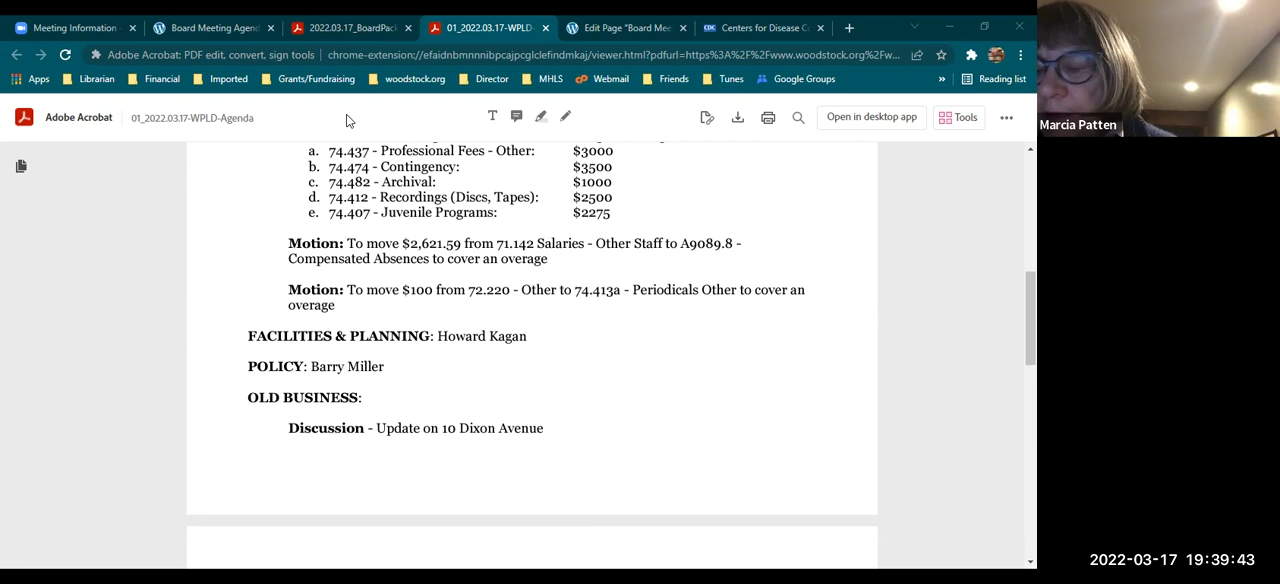 Meeting Information -
Board Meeting Agend
2022.03.17_BoardPack
01_2022.03.17-WPLD-
Edit Page "Board Mee
CDC Centers for Disease C
Adobe Acrobat: PDF edit, convert, sign tools
chrome-extension://efaidnbmnnnibpcajpcglclefindmkaj/viewer.html?pdfurl=https%3A%2F%2Fwww.woodstock.org%2Fw...
Apps Librarian Financial Imported Grants/Fundraising woodstock.org Director MHLS Webmail Friends Tunes Google Groups » Reading list
Adobe Acrobat 01_2022.03.17-WPLD-Agenda Open in desktop app Tools
a. 74.437 - Professional Fees - Other: $3000
b. 74.474 - Contingency: $3500
c. 74.482 - Archival: $1000
d. 74.412 - Recordings (Discs, Tapes): $2500
e. 74.407 - Juvenile Programs: $2275
Motion: To move $2,621.59 from 71.142 Salaries - Other Staff to A9089.8 -
Compensated Absences to cover an overage
Motion: To move $100 from 72.220 - Other to 74.413a - Periodicals Other to cover an
overage
FACILITIES & PLANNING: Howard Kagan
POLICY: Barry Miller
OLD BUSINESS:
Discussion - Update on 10 Dixon Avenue
Marcia Patten
2022-03-17 19:39:43